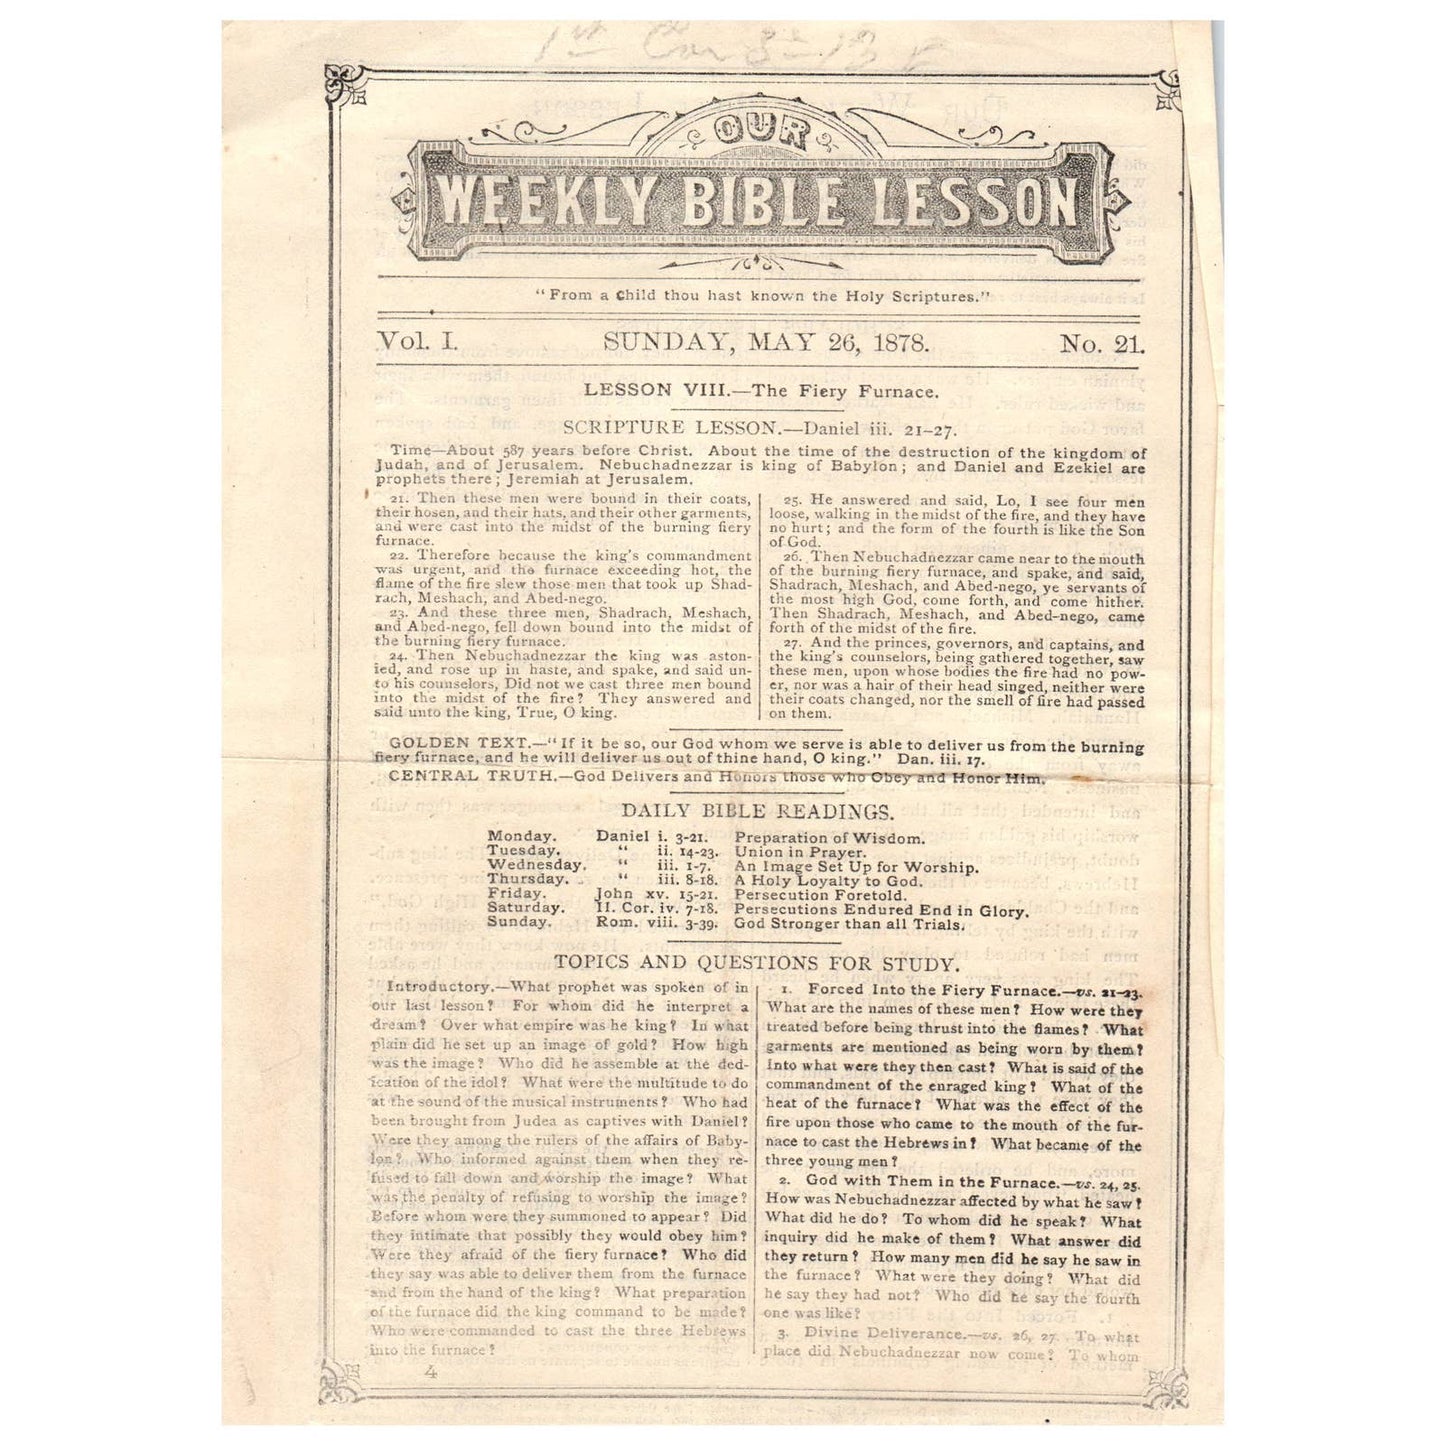 OUR
WEEKLY BIBLE LESSON
"From a Child thou hast known the Holy Scriptures."
Vol. I. SUNDAY, MAY 26, 1878. No. 21.
LESSON VIII.—The Fiery Furnace.
SCRIPTURE LESSON.—Daniel iii. 21-27.
Time—About 587 years before Christ. About the time of the destruction of the kingdom of
Judah, and of Jerusalem. Nebuchadnezzar is king of Babylon; and Daniel and Ezekiel are
prophets there; Jeremiah at Jerusalem.
21. Then these men were bound in their coats,
their hosen, and their hats, and their other garments,
and were cast into the midst of the burning fiery
furnace.
22. Therefore because the king's commandment
was urgent, and the furnace exceeding hot, the
flame of the fire slew those men that took up Shad-
rach, Meshach, and Abed-nego.
23. And these three men, Shadrach, Meshach,
and Abed-nego, fell down bound into the midst of
the burning fiery furnace.
24. Then Nebuchadnezzar the king was aston-
ied, and rose up in haste, and spake, and said un-
to his counselors, Did not we cast three men bound
into the midst of the fire? They answered and
said unto the king, True, O king.
25. He answered and said, Lo, I see four men
loose, walking in the midst of the fire, and they have
no hurt; and the form of the fourth is like the Son
of God.
26. Then Nebuchadnezzar came near to the mouth
of the burning fiery furnace, and spake, and said,
Shadrach, Meshach, and Abed-nego, ye servants of
the most high God, come forth, and come hither.
Then Shadrach, Meshach, and Abed-nego, came
forth of the midst of the fire.
27. And the princes, governors, and captains, and
the king's counselors, being gathered together, saw
these men, upon whose bodies the fire had no pow-
er, nor was a hair of their head singed, neither were
their coats changed, nor the smell of fire had passed
on them.
GOLDEN TEXT.—"If it be so, our God whom we serve is able to deliver us from the burning
fiery furnace, and he will deliver us out of thine hand, O king." Dan. iii. 17.
CENTRAL TRUTH.—God Delivers and Honors those who Obey and Honor Him.
DAILY BIBLE READINGS.
Monday. Daniel i. 3-21. Preparation of Wisdom.
Tuesday. " ii. 14-23. Union in Prayer.
Wednesday. " iii. 1-7. An Image Set Up for Worship.
Thursday. " iii. 8-18. A Holy Loyalty to God.
Friday. John xv. 15-21. Persecution Foretold.
Saturday. II. Cor. iv. 7-18. Persecutions Endured End in Glory.
Sunday. Rom. viii. 3-39. God Stronger than all Trials.
TOPICS AND QUESTIONS FOR STUDY.
Introductory.—What prophet was spoken of in
our last lesson? For whom did he interpret a
dream? Over what empire was he king? In what
plain did he set up an image of gold? How high
was the image? Who did he assemble at the ded-
ication of the idol? What were the multitude to do
at the sound of the musical instruments? Who had
been brought from Judea as captives with Daniel?
Were they among the rulers of the affairs of Baby-
lon? Who informed against them when they re-
fused to fall down and worship the image? What
was the penalty of refusing to worship the image?
Before whom were they summoned to appear? Did
they intimate that possibly they would obey him?
Were they afraid of the fiery furnace? Who did
they say was able to deliver them from the furnace
and from the hand of the king? What preparation
of the furnace did the king command to be made?
Who were commanded to cast the three Hebrews
into the furnace?
4
1. Forced Into the Fiery Furnace.—vs. 21-23.
What are the names of these men? How were they
treated before being thrust into the flames? What
garments are mentioned as being worn by them?
Into what were they then cast? What is said of the
commandment of the enraged king? What of the
heat of the furnace? What was the effect of the
fire upon those who came to the mouth of the fur-
nace to cast the Hebrews in? What became of the
three young men?
2. God with Them in the Furnace.—vs. 24, 25.
How was Nebuchadnezzar affected by what he saw?
What did he do? To whom did he speak? What
inquiry did he make of them? What answer did
they return? How many men did he say he saw in
the furnace? What were they doing? What did
he say they had not? Who did he say the fourth
one was like?
3. Divine Deliverance.—vs. 26, 27. To what
place did Nebuchadnezzar now come? To whom